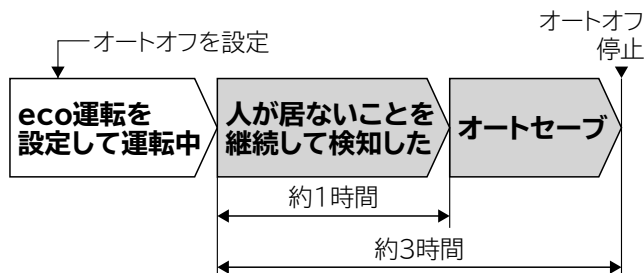 オートオフを設定
オートオフ
停止
eco運転を
設定して運転中
人が居ないことを
継続して検知した
オートセーブ
約1時間
約3時間